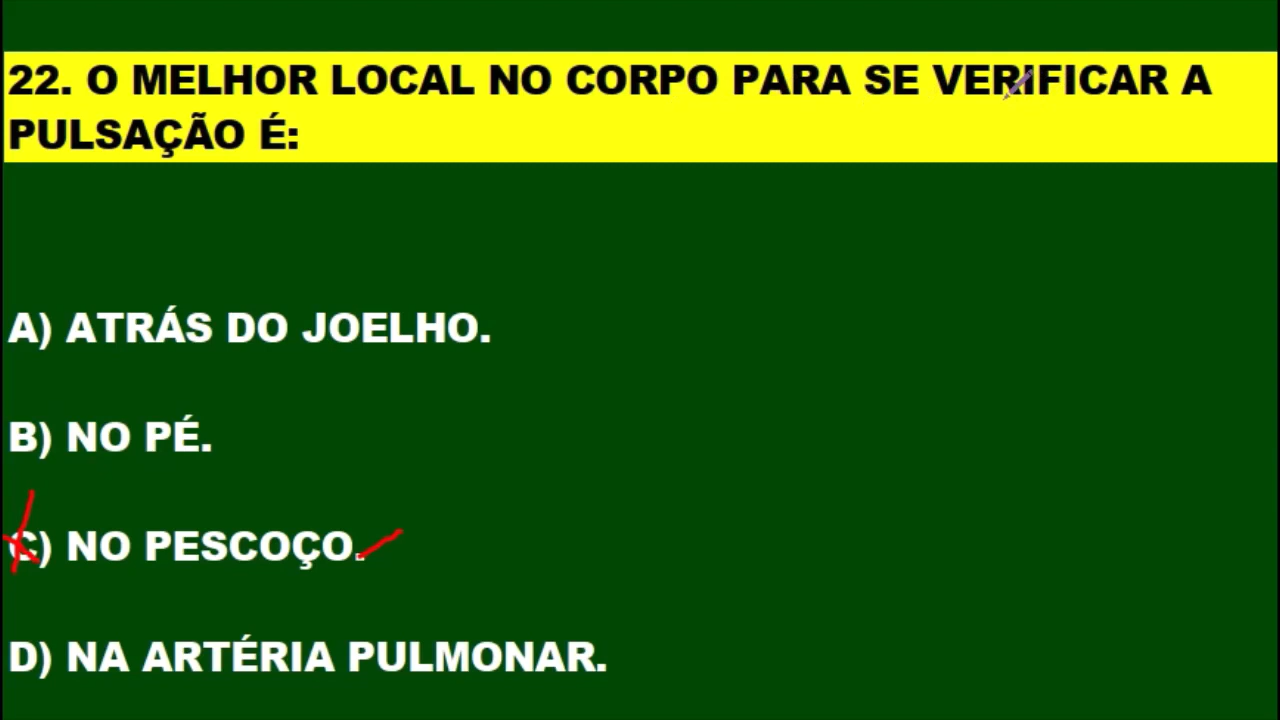 22. O MELHOR LOCAL NO CORPO PARA SE VERIFICAR A
PULSAÇÃO É:
A) ATRÁS DO JOELHO.
B) NO PÉ.
C) NO PESCOÇO.
D) NA ARTÉRIA PULMONAR.